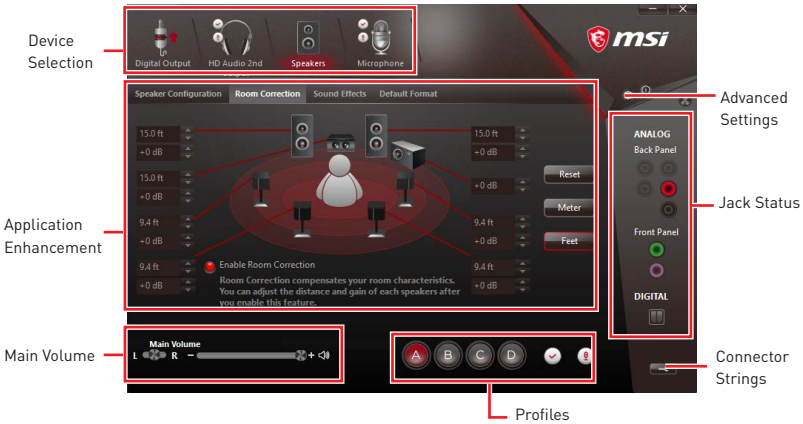 Device
Selection
Digital Output
HD Audio 2nd
Speakers
Microphone
msi
Speaker Configuration
Room Correction
Sound Effects
Default Format
Advanced
Settings
15.0 ft
+0 dB
15.0 ft
+0 dB
9.4 ft
+0 dB
9.4 ft
+0 dB
15.0 ft
+0 dB
+0 dB
9.4 ft
+0 dB
9.4 ft
+0 dB
Reset
Meter
Feet
Enable Room Correction
Room Correction compensates your room characteristics.
You can adjust the distance and gain of each speakers after
you enable this feature.
Application
Enhancement
ANALOG
Back Panel
Front Panel
DIGITAL
Jack Status
Main Volume
Main Volume
L R - +
A B C D
Connector
Strings
Profiles